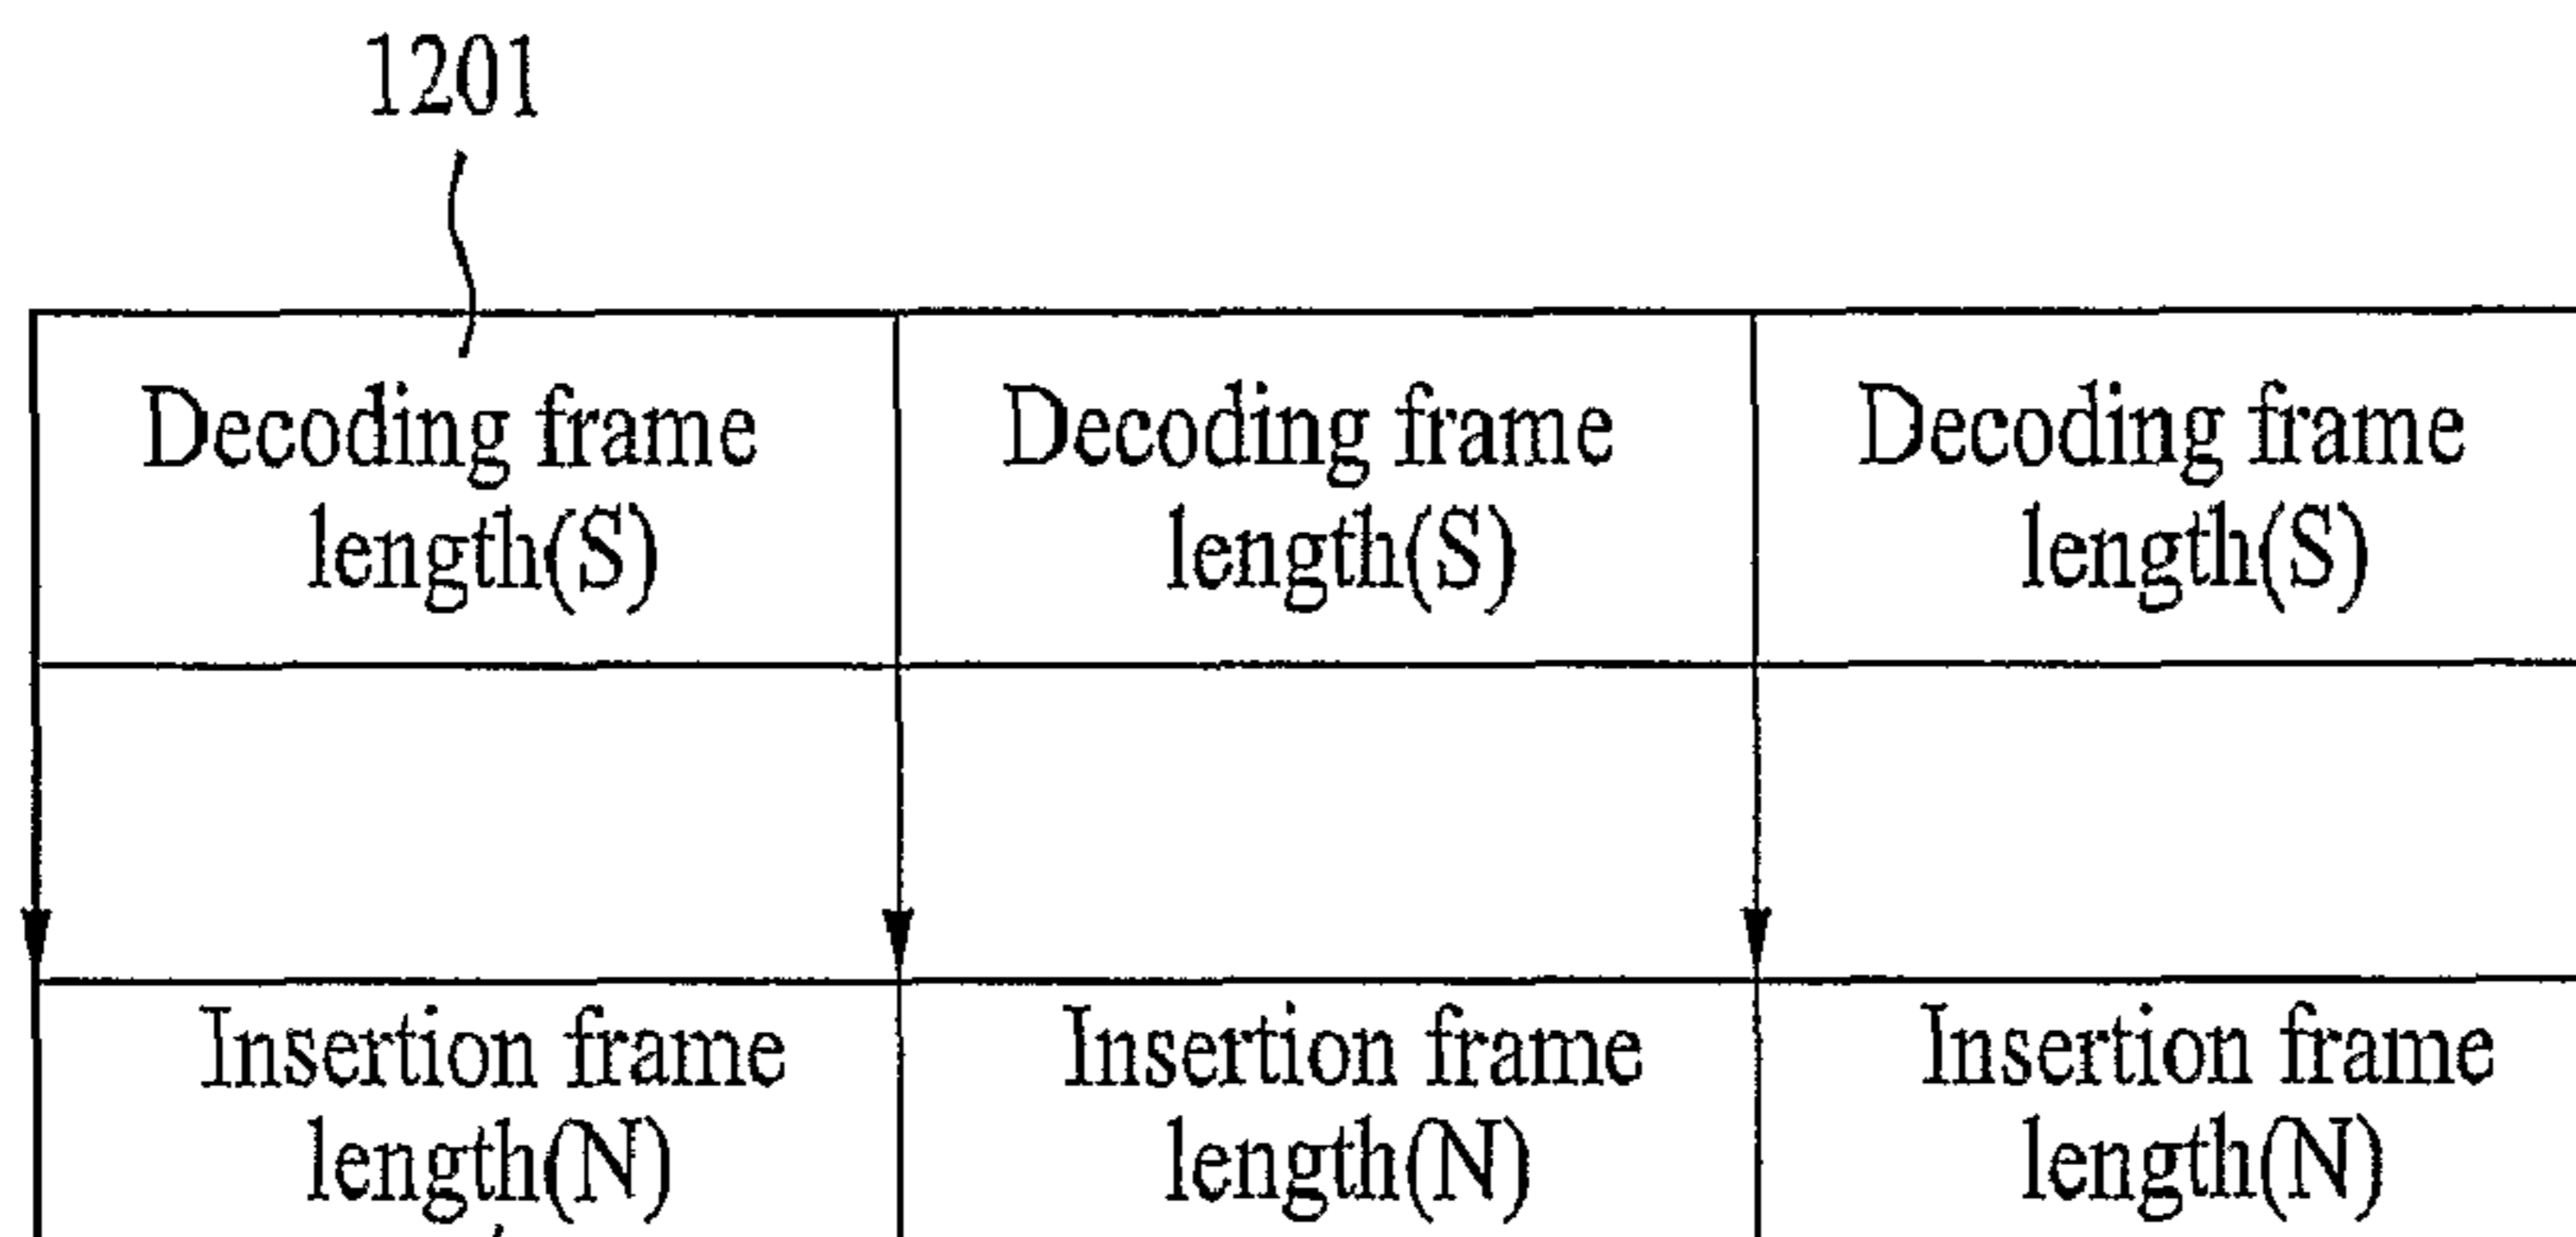 1201
Decoding frame
length(S)
Decoding frame
length(S)
Decoding frame
length(S)
Insertion frame
length(N)
Insertion frame
length(N)
Insertion frame
length(N)